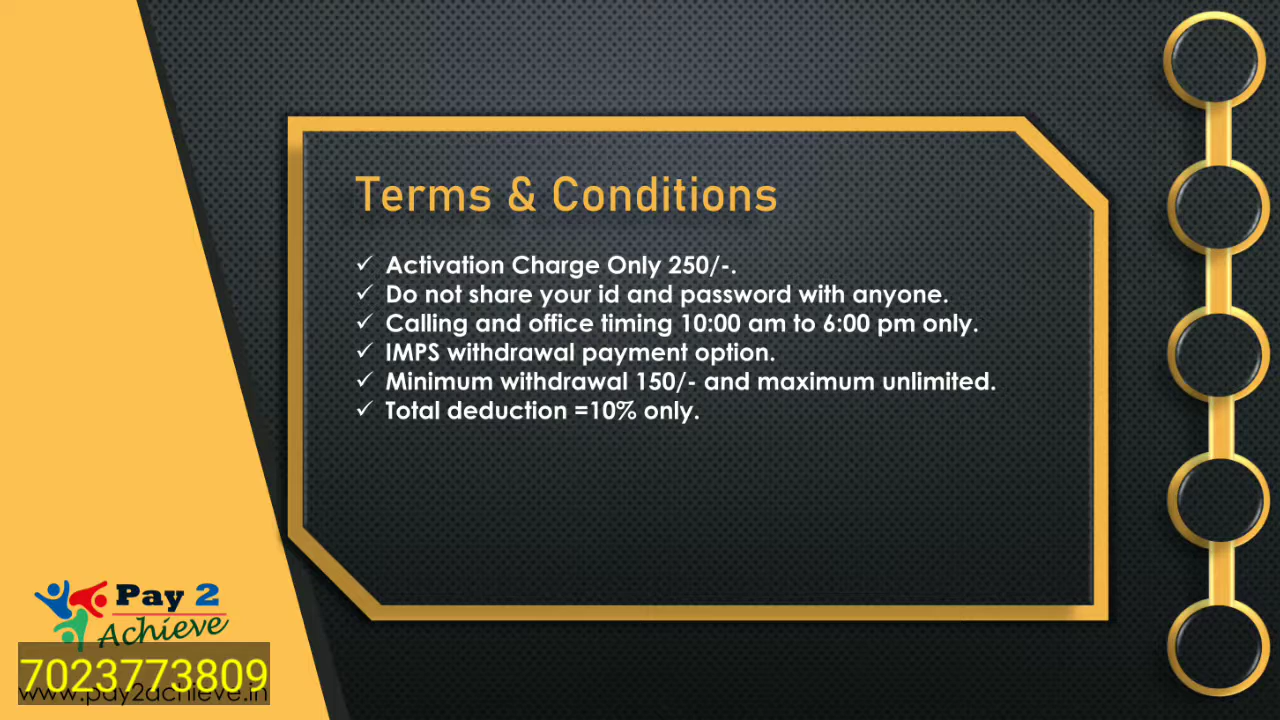 Terms & Conditions
✓ Activation Charge Only 250/-.
✓ Do not share your id and password with anyone.
✓ Calling and office timing 10:00 am to 6:00 pm only.
✓ IMPS withdrawal payment option.
✓ Minimum withdrawal 150/- and maximum unlimited.
✓ Total deduction =10% only.
Pay 2
Achieve
7023773809
www.pay2achieve.in